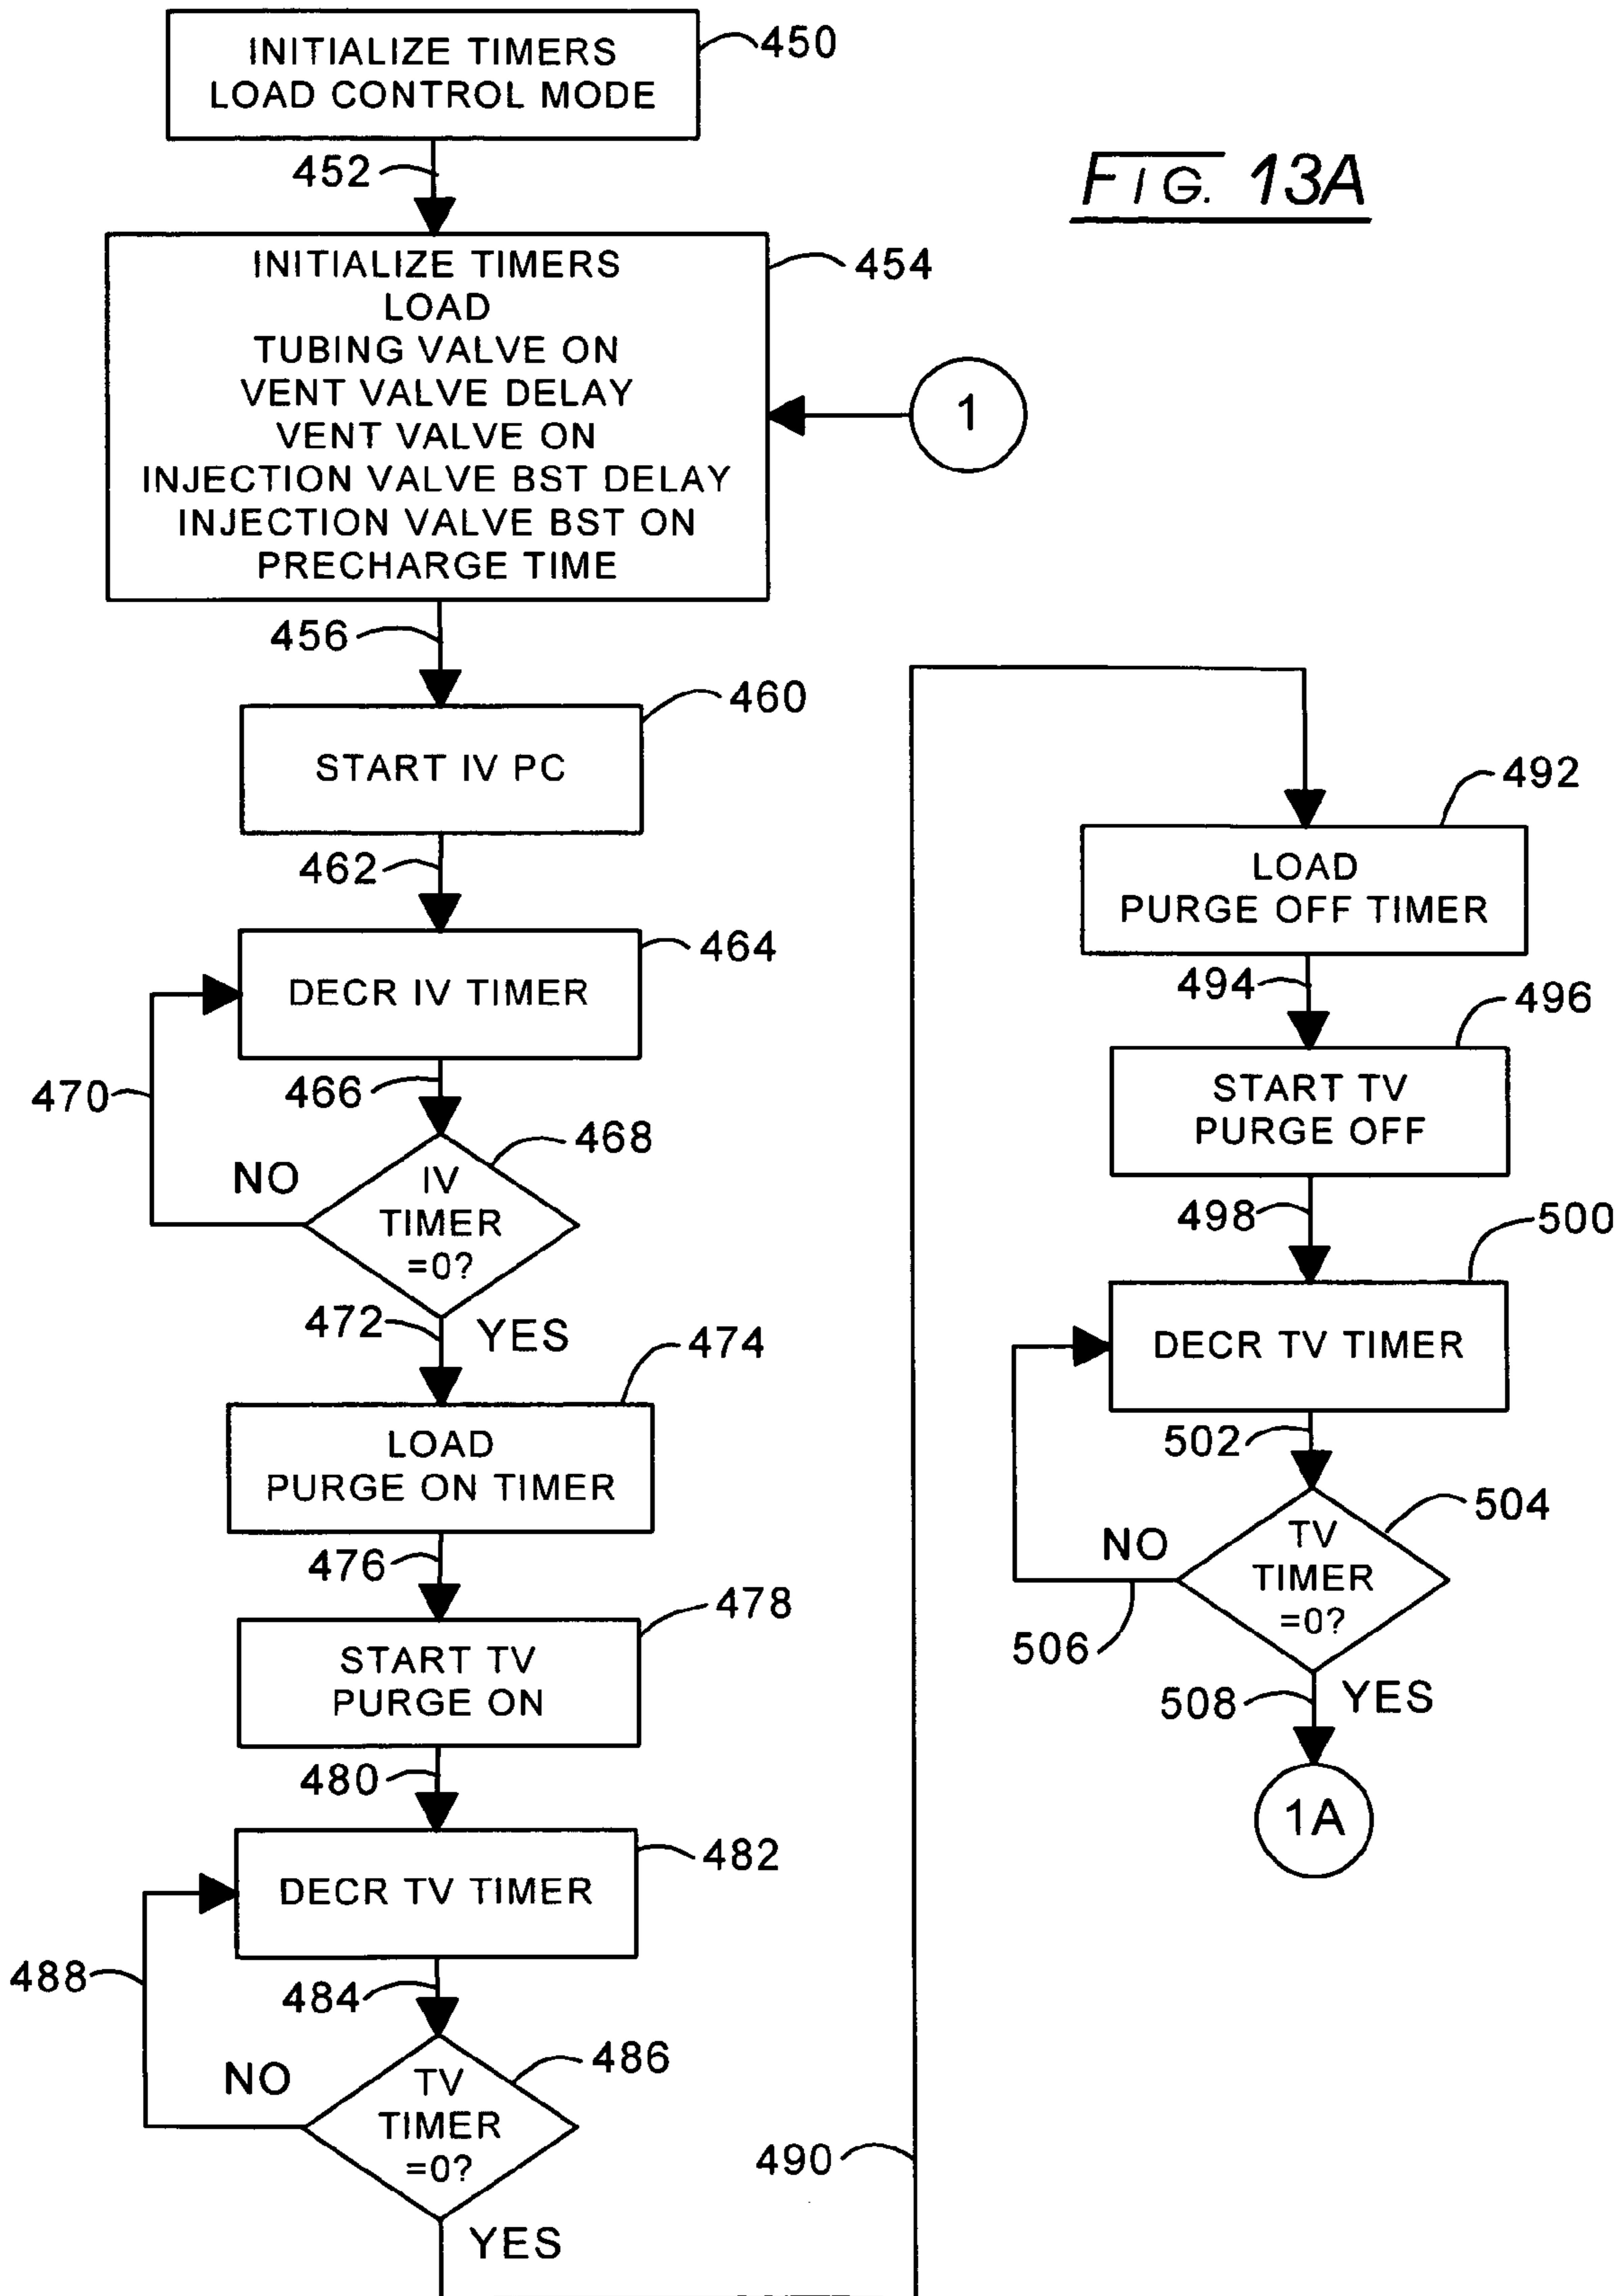 INITIALIZE TIMERS
LOAD CONTROL MODE
450
452
FIG. 13A
INITIALIZE TIMERS
LOAD
TUBING VALVE ON
VENT VALVE DELAY
VENT VALVE ON
INJECTION VALVE BST DELAY
INJECTION VALVE BST ON
PRECHARGE TIME
454
1
456
START IV PC
460
462
DECR IV TIMER
464
466
470
NO
IV
TIMER
=0?
468
472
YES
LOAD
PURGE ON TIMER
474
476
START TV
PURGE ON
478
480
DECR TV TIMER
482
484
488
NO
TV
TIMER
=0?
486
YES
490
LOAD
PURGE OFF TIMER
492
494
START TV
PURGE OFF
496
498
DECR TV TIMER
500
502
NO
TV
TIMER
=0?
504
506
508
YES
1A